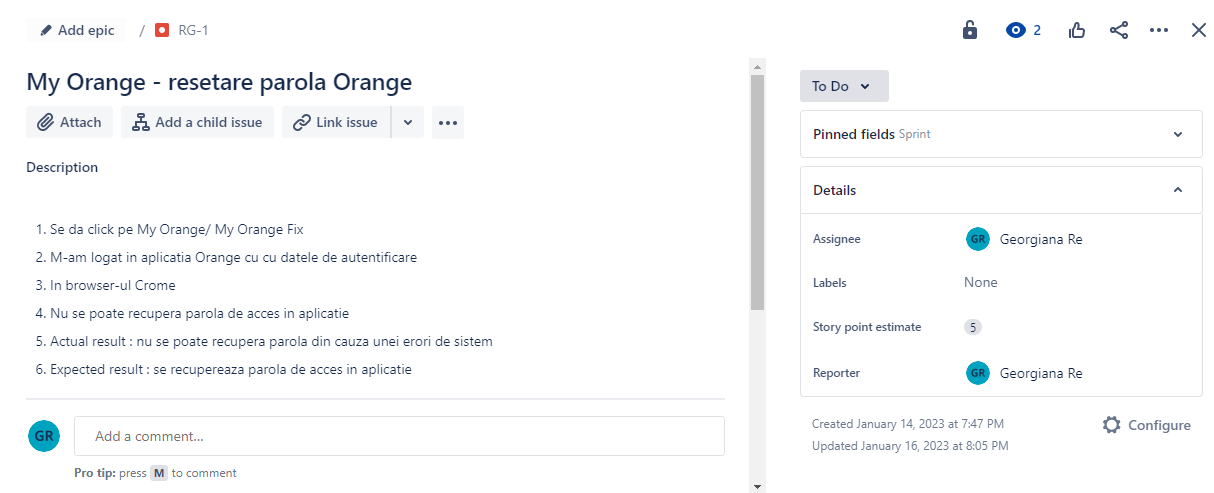 Add epic / RG-1
2
My Orange - resetare parola Orange
Attach
Add a child issue
Link issue
Description
1. Se da click pe My Orange/ My Orange Fix
2. M-am logat in aplicatia Orange cu cu datele de autentificare
3. In browser-ul Crome
4. Nu se poate recupera parola de acces in aplicatie
5. Actual result : nu se poate recupera parola din cauza unei erori de sistem
6. Expected result : se recupereaza parola de acces in aplicatie
GR
Add a comment...
Pro tip: press M to comment
To Do
Pinned fields Sprint
Details
Assignee GR Georgiana Re
Labels None
Story point estimate 5
Reporter GR Georgiana Re
Created January 14, 2023 at 7:47 PM
Updated January 16, 2023 at 8:05 PM
Configure